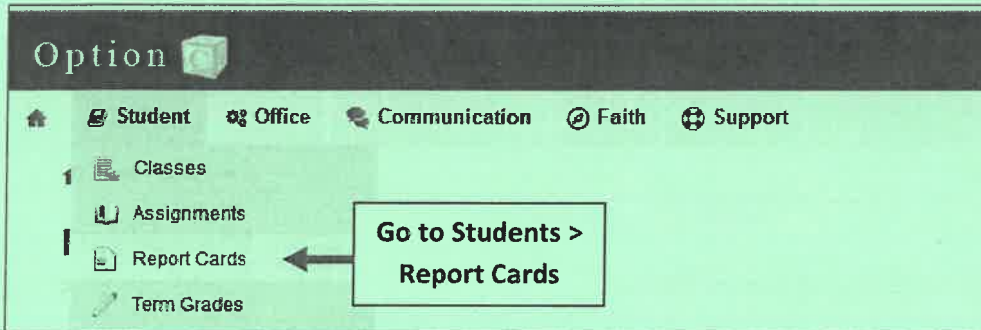 Option
Student Office Communication Faith Support
Classes
Assignments
Report Cards
Term Grades
Go to Students >
Report Cards